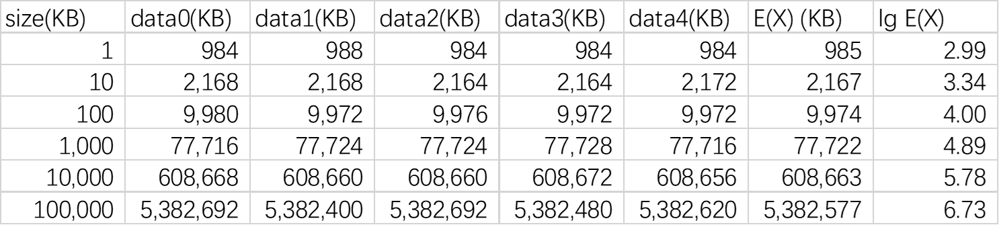 size(KB) data0(KB) data1(KB) data2(KB) data3(KB) data4(KB) E(X) (KB) lg E(X)
1 984 988 984 984 984 985 2.99
10 2,168 2,168 2,164 2,164 2,172 2,167 3.34
100 9,980 9,972 9,976 9,972 9,972 9,974 4.00
1,000 77,716 77,724 77,724 77,728 77,716 77,722 4.89
10,000 608,668 608,660 608,660 608,672 608,656 608,663 5.78
100,000 5,382,692 5,382,400 5,382,692 5,382,480 5,382,620 5,382,577 6.73